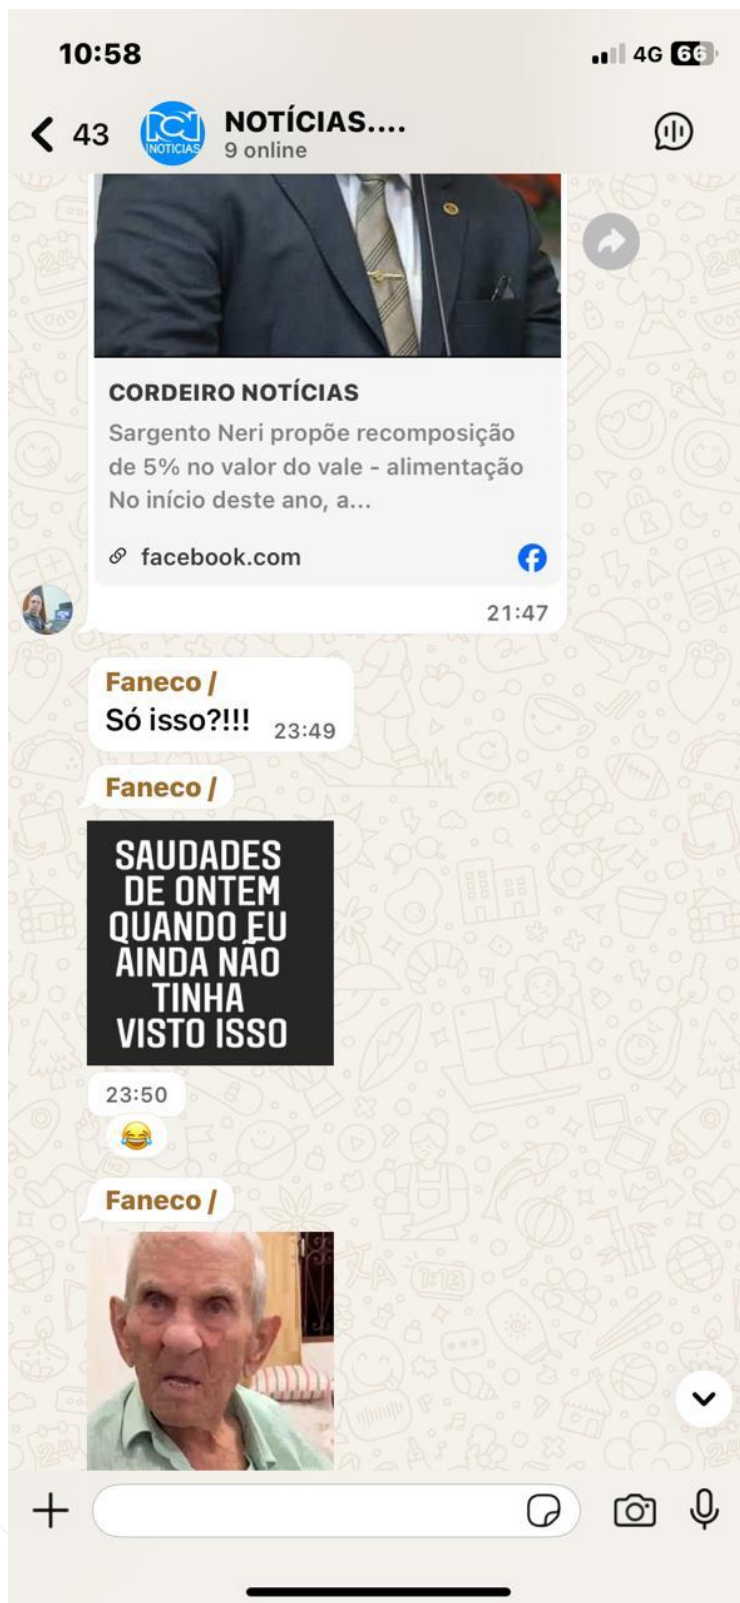 10:58
4G 66
43
RCN
NOTICIAS
NOTÍCIAS....
9 online
CORDEIRO NOTÍCIAS
Sargento Neri propõe recomposição
de 5% no valor do vale - alimentação
No início deste ano, a...
facebook.com
21:47
Faneco /
Só isso?!!! 23:49
Faneco /
SAUDADES
DE ONTEM
QUANDO EU
AINDA NÃO
TINHA
VISTO ISSO
23:50
Faneco /